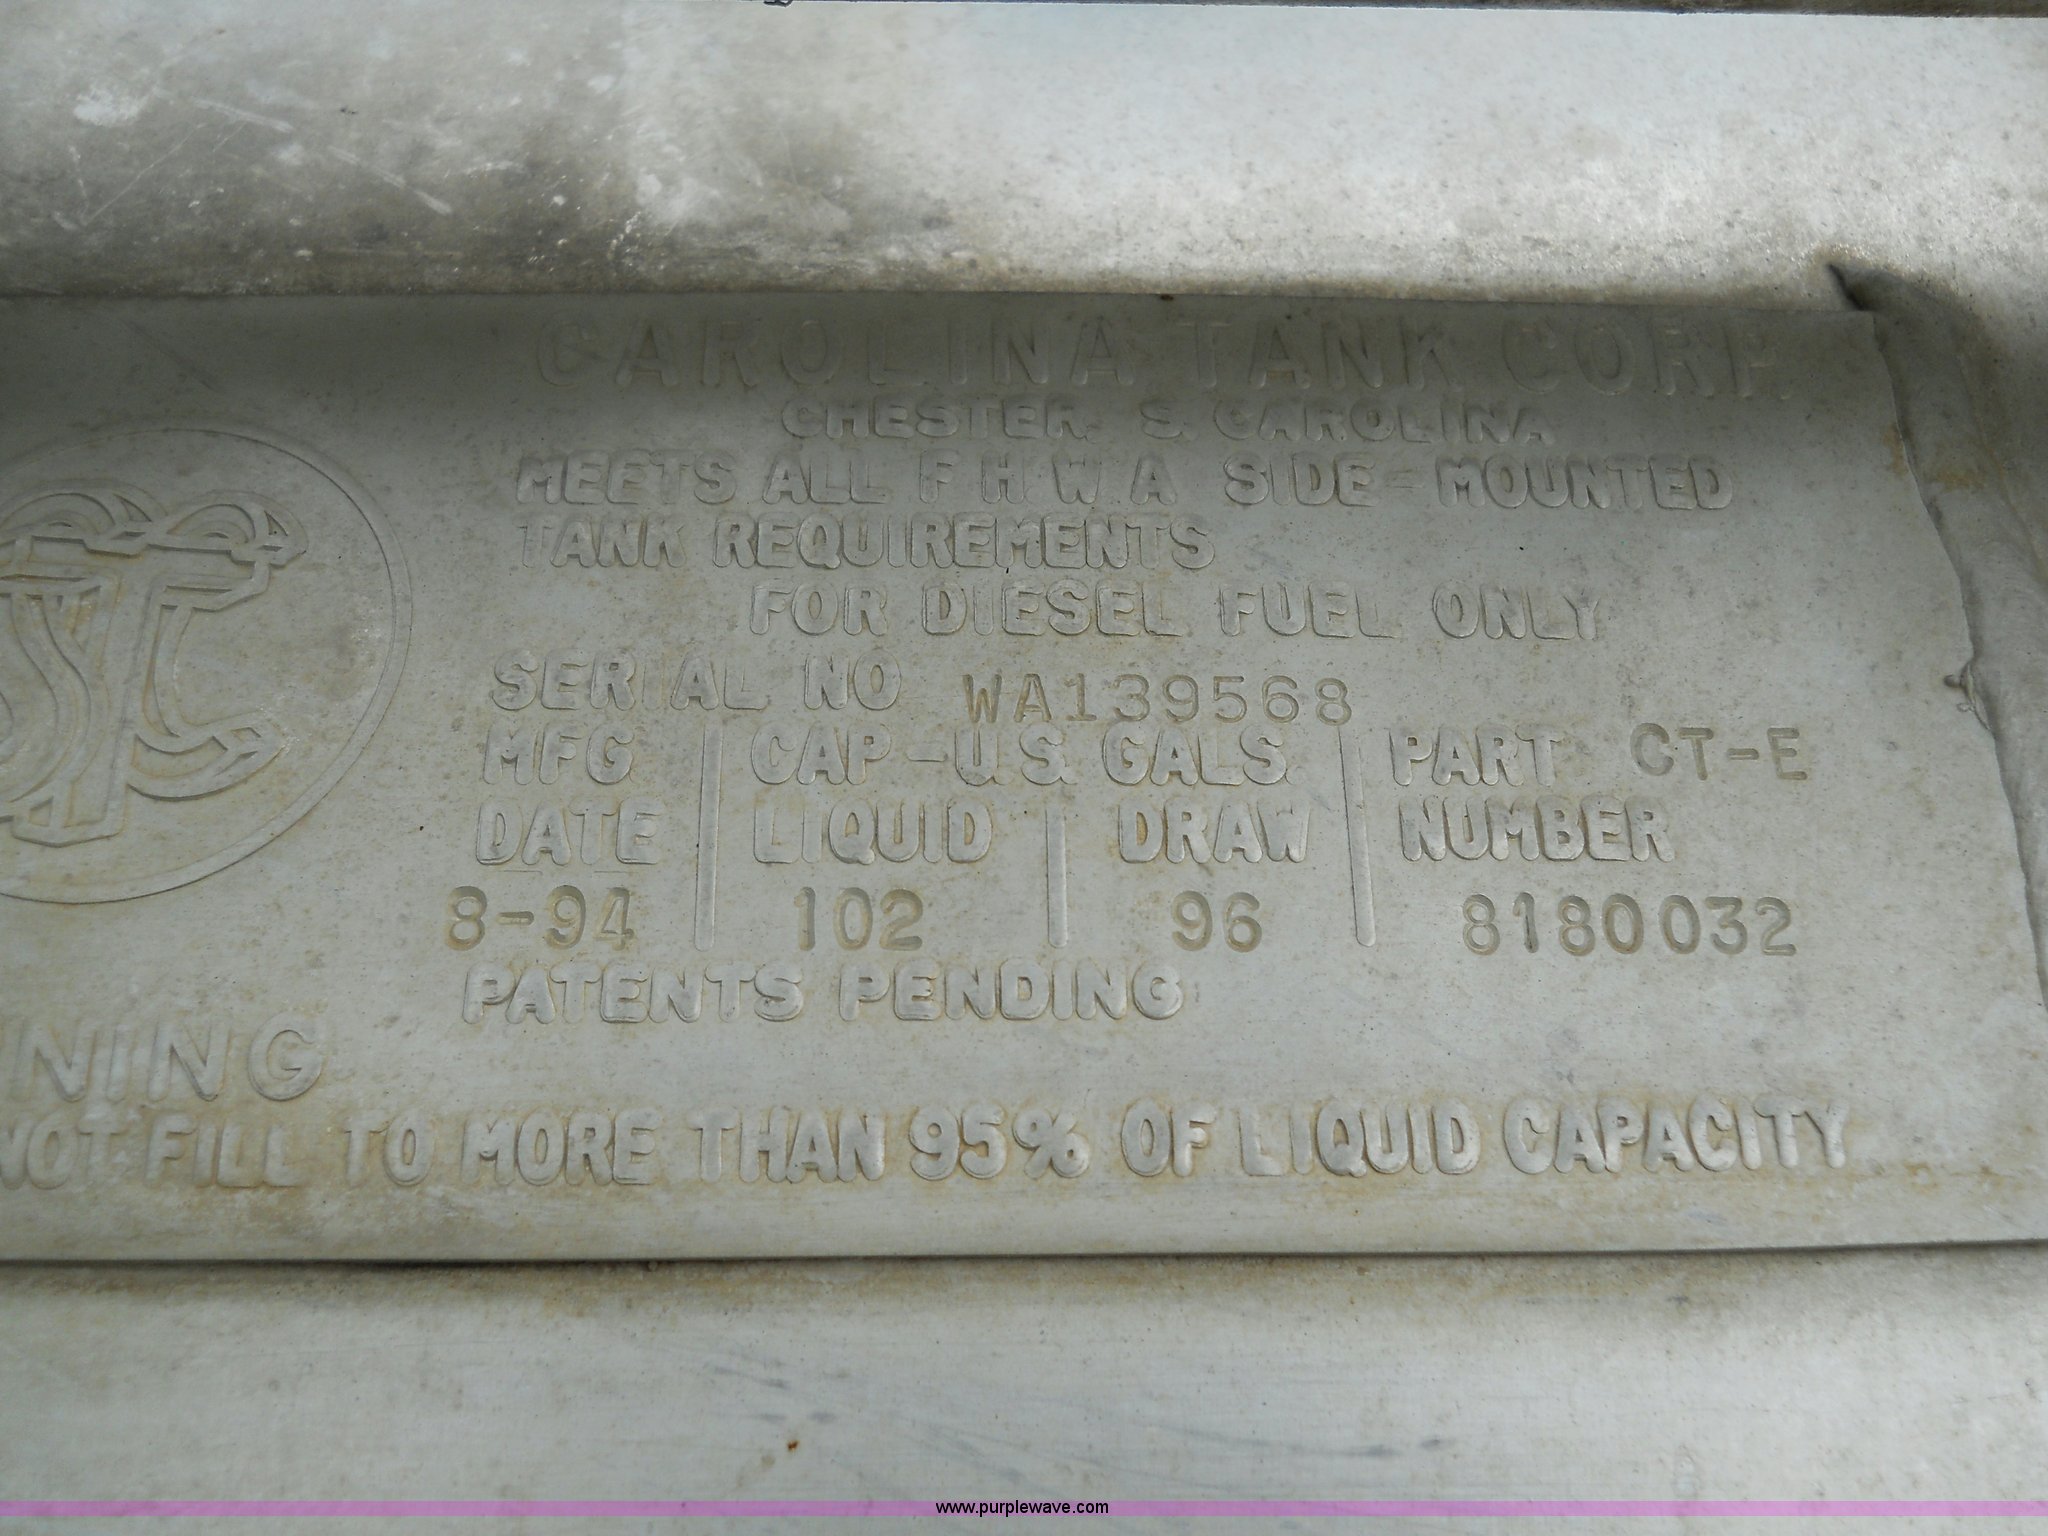 CAROLINA TANK CORP.
CHESTER, S. CAROLINA
MEETS ALL F H W A SIDE-MOUNTED
TANK REQUIREMENTS
FOR DIESEL FUEL ONLY
SERIAL NO WA139568
MFG CAP-U.S. GALS. PART CT-E
DATE LIQUID DRAW NUMBER
8-94 102 96 8180032
PATENTS PENDING
NING
NOT FILL TO MORE THAN 95% OF LIQUID CAPACITY
www.purplewave.com